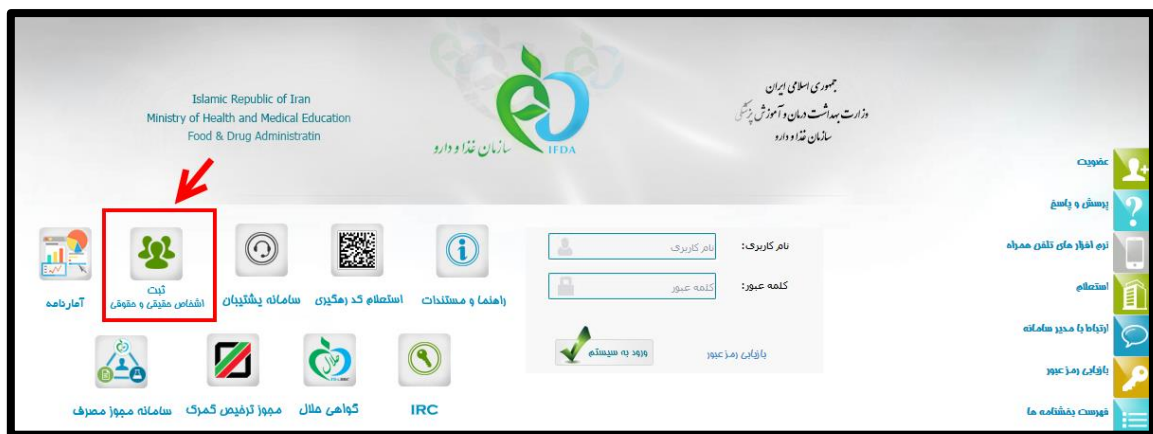 Islamic Republic of Iran
Ministry of Health and Medical Education
Food & Drug Administratin
سازمان غذا و دارو
IFDA
جمهوری اسلامی ایران
وزارت بهداشت درمان و آموزش پزشکی
سازمان غذا و دارو
عضویت
پرسش و پاسخ
نرم افزار های تلفن همراه
استعلام
ارتباط با مدیر سامانه
بازیابی رمز عبور
فهرست بخشنامه ها
نام کاربری:
نام کاربری
کلمه عبور:
کلمه عبور
بازیابی رمز عبور
ورود به سیستم
راهنما و مستندات
استعلام کد رهگیری
سامانه پشتیبان
ثبت
اشخاص حقیقی و حقوقی
آمارنامه
IRC
حلال
گواهی حلال
مجوز ترخیص گمرک
سامانه مجوز مصرف